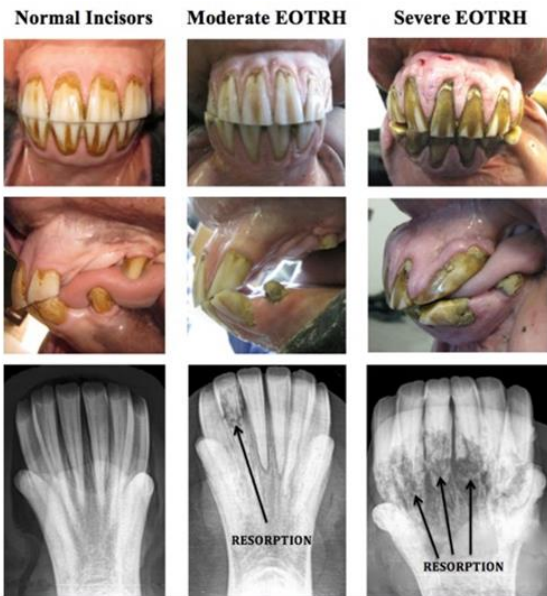 Normal Incisors
Moderate EOTRH
Severe EOTRH
RESORPTION
RESORPTION